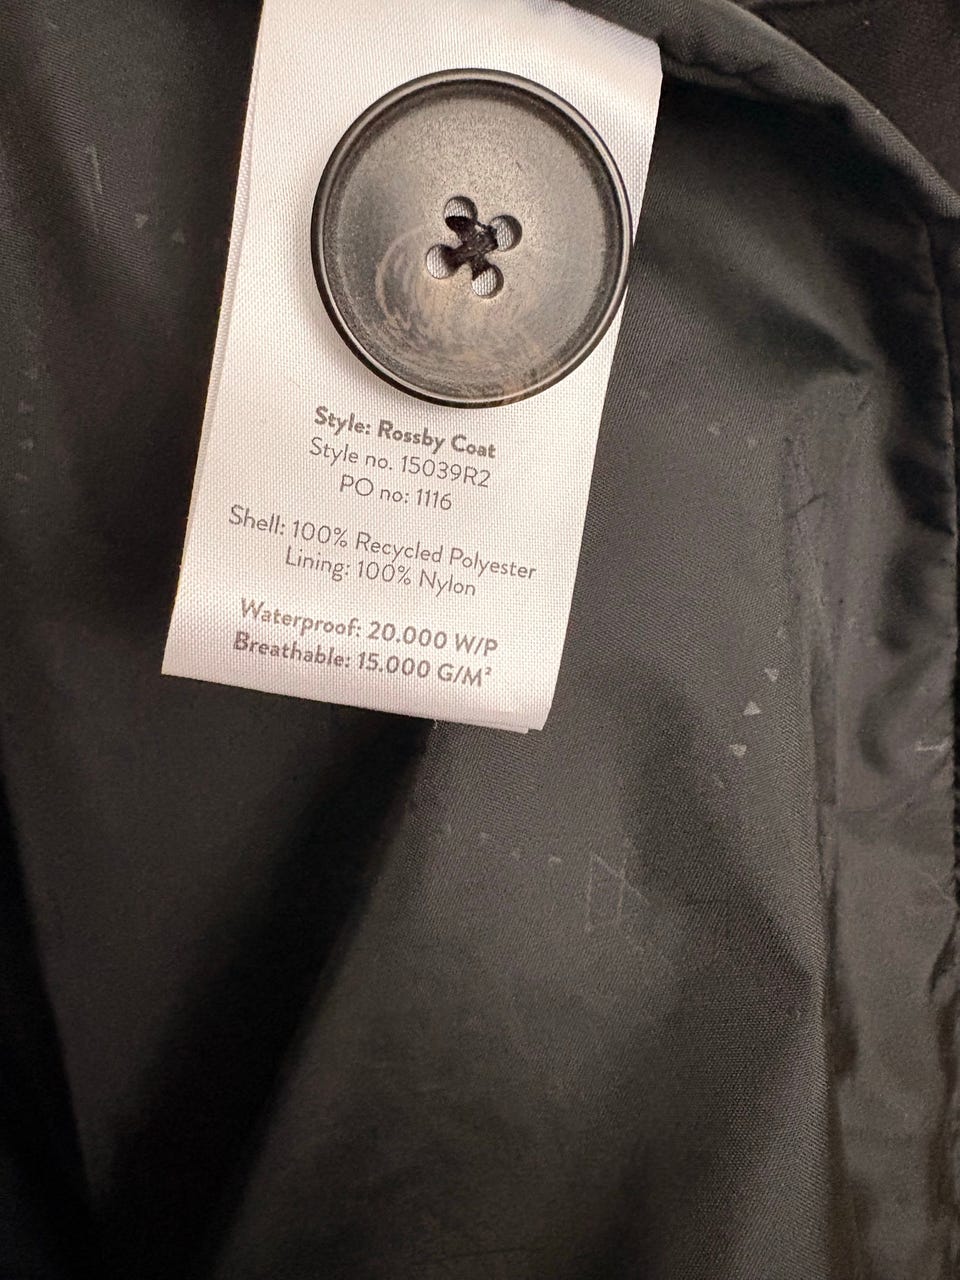 Style: Rossby Coat
Style no. 15039R2
PO no: 1116
Shell: 100% Recycled Polyester
Lining: 100% Nylon
Waterproof: 20.000 W/P
Breathable: 15.000 G/M²